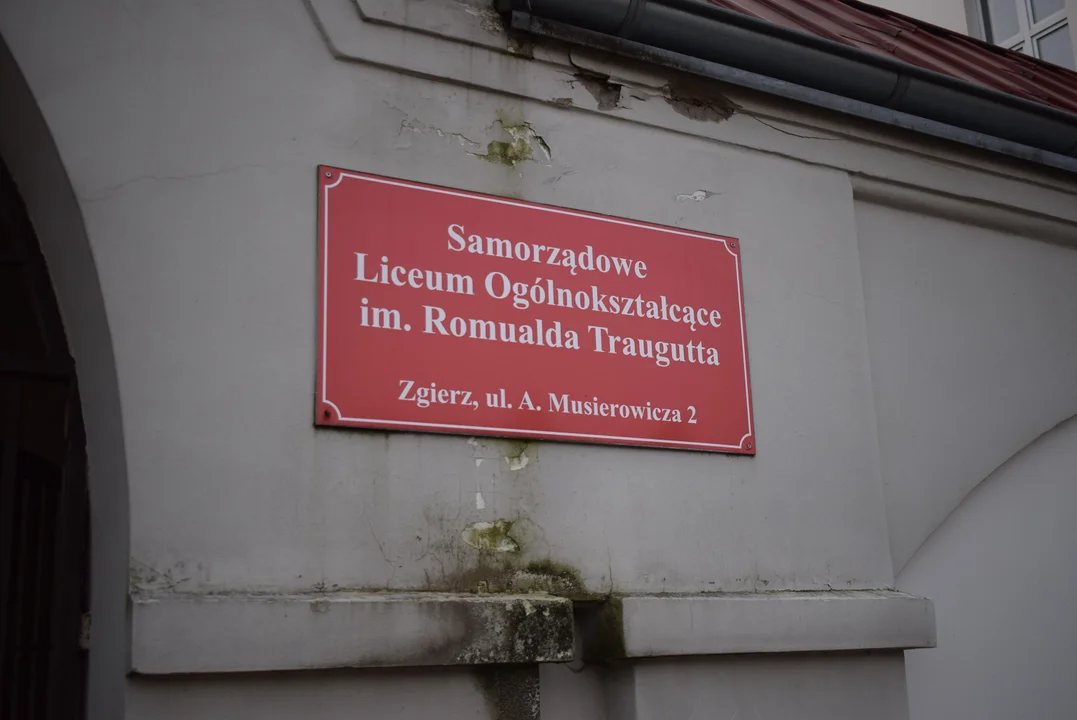 Samorządowe
Liceum Ogólnokształcące
im. Romualda Traugutta
Zgierz, ul. A. Musierowicza 2